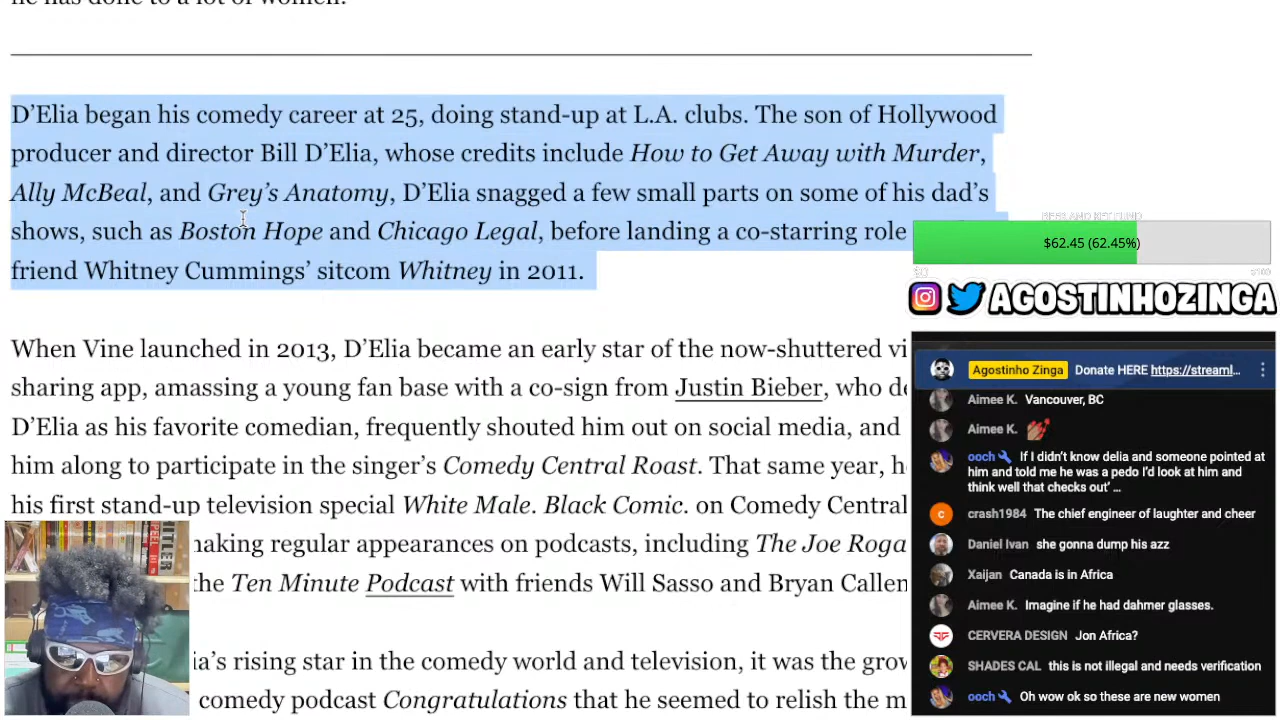 he has done to a lot of women.
D’Elia began his comedy career at 25, doing stand-up at L.A. clubs. The son of Hollywood
producer and director Bill D’Elia, whose credits include How to Get Away with Murder,
Ally McBeal, and Grey’s Anatomy, D’Elia snagged a few small parts on some of his dad’s
shows, such as Boston Hope and Chicago Legal, before landing a co-starring role
friend Whitney Cummings’ sitcom Whitney in 2011.
When Vine launched in 2013, D’Elia became an early star of the now-shuttered vi
sharing app, amassing a young fan base with a co-sign from Justin Bieber, who de
D’Elia as his favorite comedian, frequently shouted him out on social media, and
him along to participate in the singer’s Comedy Central Roast. That same year, h
his first stand-up television special White Male. Black Comic. on Comedy Central
making regular appearances on podcasts, including The Joe Roga
the Ten Minute Podcast with friends Will Sasso and Bryan Callen
ia’s rising star in the comedy world and television, it was the grow
comedy podcast Congratulations that he seemed to relish the m
$62.45 (62.45%)
AGOSTINHOZINGA
Agostinho Zinga Donate HERE https://streaml...
Aimee K. Vancouver, BC
Aimee K.
ooch If I didn’t know delia and someone pointed at
him and told me he was a pedo I’d look at him and
think well that checks out’ ...
crash1984 The chief engineer of laughter and cheer
Daniel Ivan she gonna dump his azz
Xaijan Canada is in Africa
Aimee K. Imagine if he had dahmer glasses.
CERVERA DESIGN Jon Africa?
SHADES CAL this is not illegal and needs verification
ooch Oh wow ok so these are new women